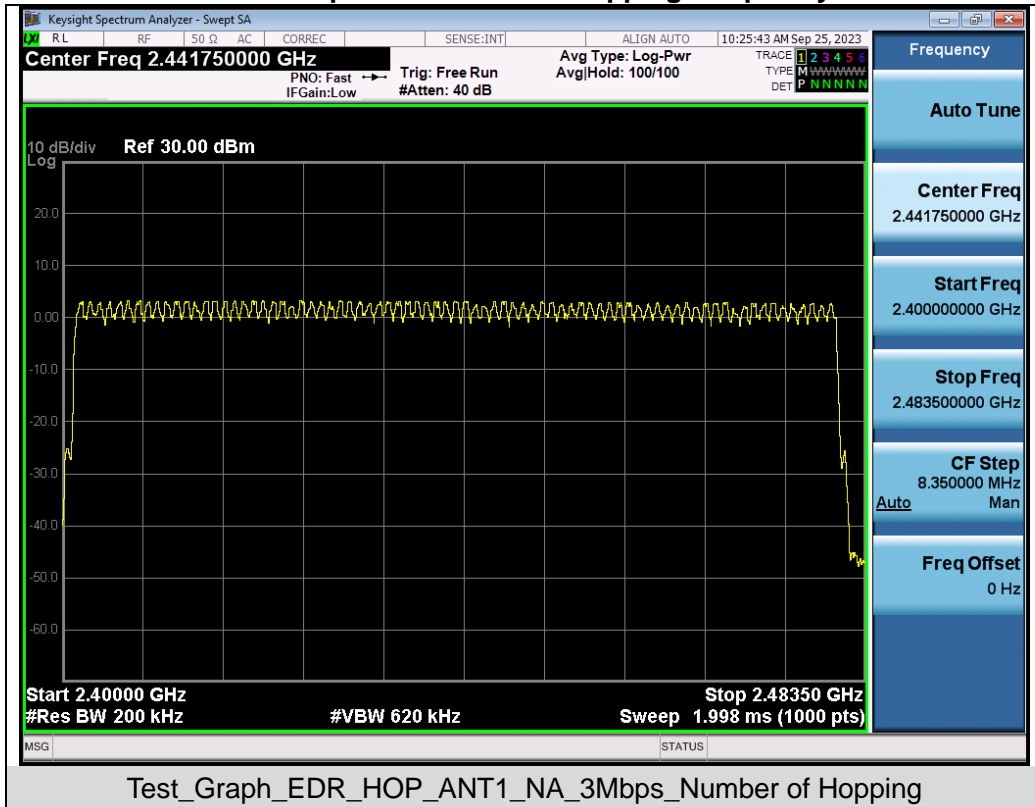 Keysight Spectrum Analyzer - Swept SA
LXI RL RF 50 Ω AC CORREC SENSE:INT ALIGN AUTO 10:25:43 AM Sep 25, 2023
Center Freq 2.441750000 GHz
PNO: Fast
IFGain:Low
Trig: Free Run
#Atten: 40 dB
Avg Type: Log-Pwr
Avg|Hold: 100/100
TRACE 1 2 3 4 5 6
TYPE M WWWWW
DET P N N N N N
10 dB/div Ref 30.00 dBm
Log
20.0
10.0
0.00
-10.0
-20.0
-30.0
-40.0
-50.0
-60.0
Start 2.40000 GHz Stop 2.48350 GHz
#Res BW 200 kHz #VBW 620 kHz Sweep 1.998 ms (1000 pts)
MSG STATUS
Frequency
Auto Tune
Center Freq
2.441750000 GHz
Start Freq
2.400000000 GHz
Stop Freq
2.483500000 GHz
CF Step
8.350000 MHz
Auto Man
Freq Offset
0 Hz
Test_Graph_EDR_HOP_ANT1_NA_3Mbps_Number of Hopping